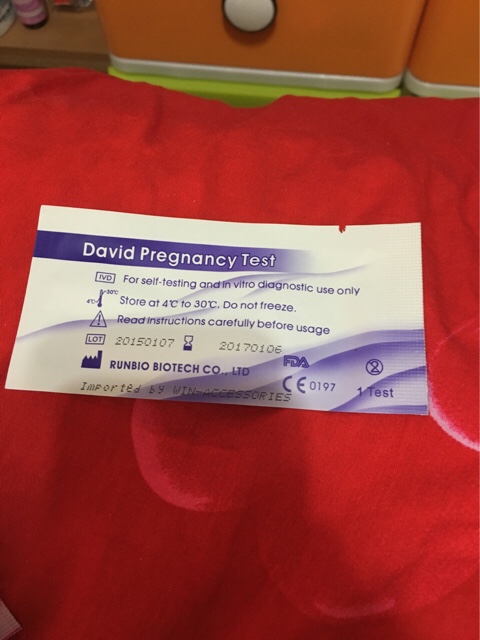 David Pregnancy Test
IVD For self-testing and in vitro diagnostic use only
4℃ 30℃ Store at 4℃ to 30℃. Do not freeze.
Read instructions carefully before usage
LOT 20150107 20170106
RUNBIO BIOTECH CO., LTD FDA
CE 0197 1 Test
Imported by WIN-ACCESSORIES